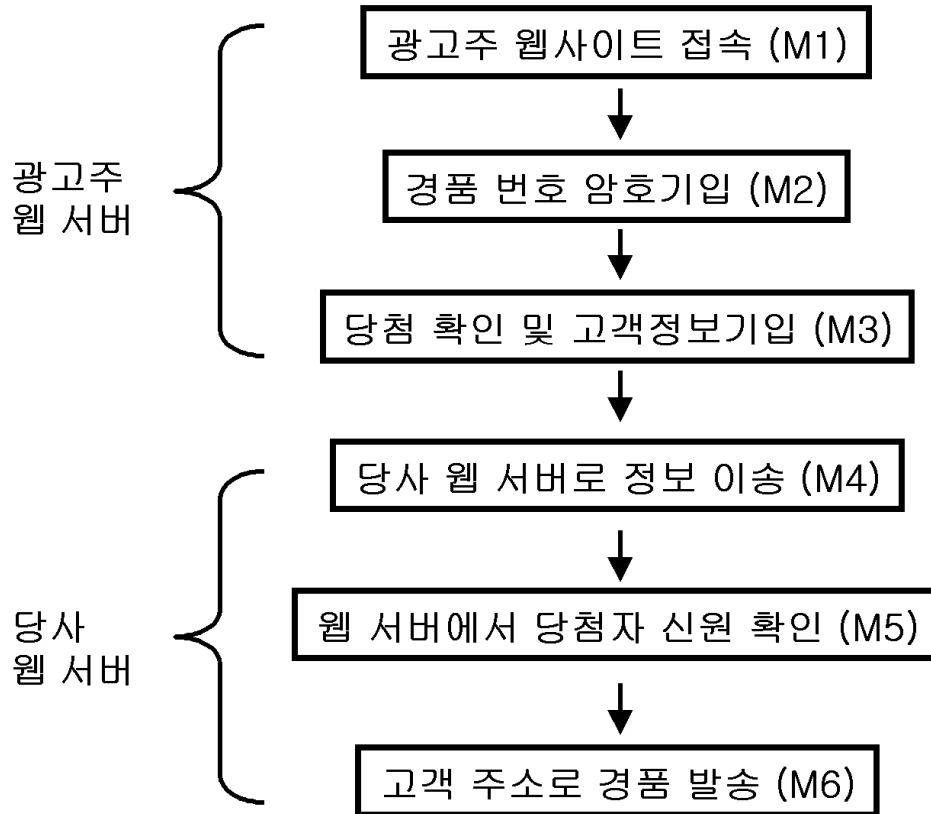 광고주 웹사이트 접속 (M1)
광고주
웹 서버
경품 번호 암호기입 (M2)
당첨 확인 및 고객정보기입 (M3)
당사 웹 서버로 정보 이송 (M4)
당사
웹 서버
웹 서버에서 당첨자 신원 확인 (M5)
고객 주소로 경품 발송 (M6)